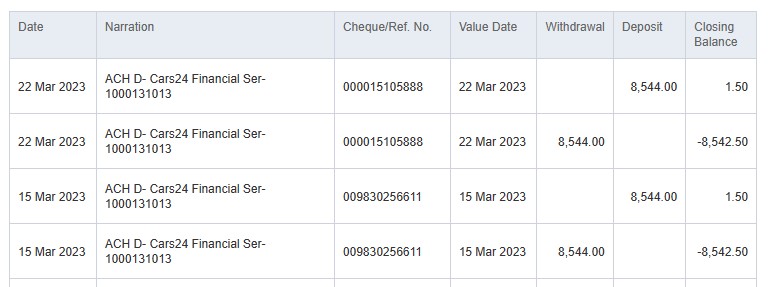 Date Narration Cheque/Ref. No. Value Date Withdrawal Deposit Closing
Balance
22 Mar 2023 ACH D- Cars24 Financial Ser-
1000131013 000015105888 22 Mar 2023 8,544.00 1.50
22 Mar 2023 ACH D- Cars24 Financial Ser-
1000131013 000015105888 22 Mar 2023 8,544.00 -8,542.50
15 Mar 2023 ACH D- Cars24 Financial Ser-
1000131013 009830256611 15 Mar 2023 8,544.00 1.50
15 Mar 2023 ACH D- Cars24 Financial Ser-
1000131013 009830256611 15 Mar 2023 8,544.00 -8,542.50